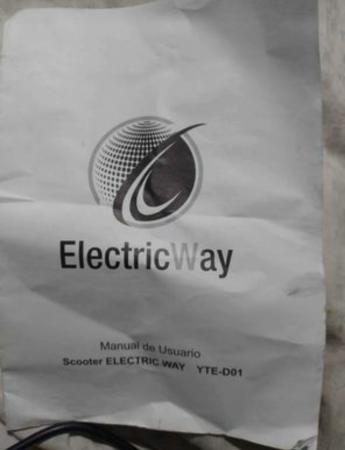 ElectricWay
Manual de Usuario
Scooter ELECTRIC WAY YTE-D01